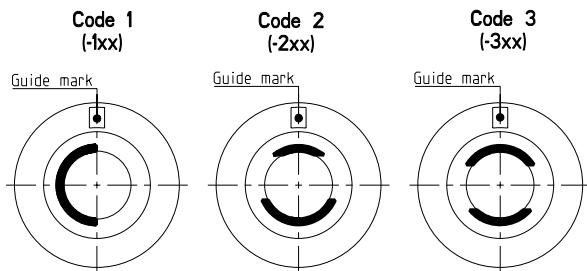 Code 1
(-1xx)
Guide mark
Code 2
(-2xx)
Guide mark
Code 3
(-3xx)
Guide mark